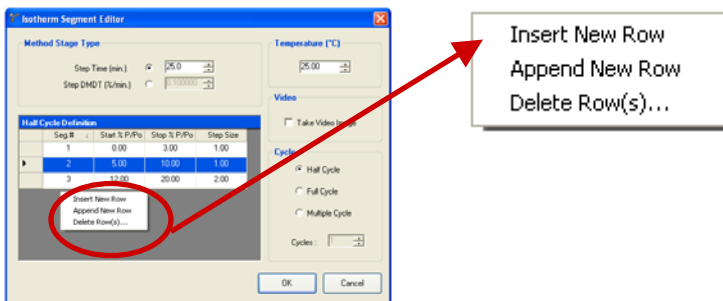 Isotherm Segment Editor
Method Stage Type
Step Time (min.) 25.0
Step DMDT (%/min.) 0.100000
Temperature (°C)
25.00
Video
Take Video Image
Half Cycle Definition
Seg.# Start % P/Po Stop % P/Po Step Size
1 0.00 3.00 1.00
2 5.00 10.00 1.00
3 12.00 20.00 2.00
Insert New Row
Append New Row
Delete Row(s)...
Cycle
Half Cycle
Full Cycle
Multiple Cycle
Cycles : 1
OK Cancel
Insert New Row
Append New Row
Delete Row(s)...